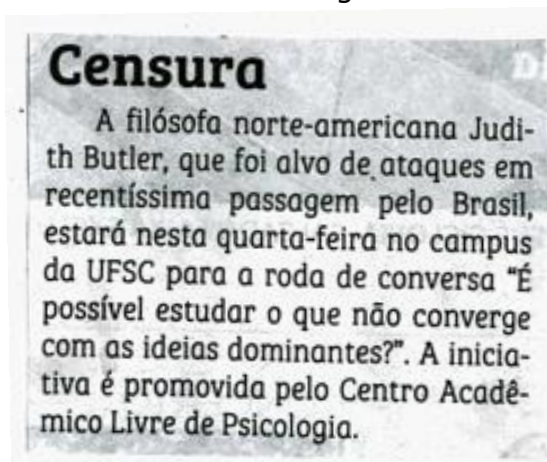 Censura
A filósofa norte-americana Judi-
th Butler, que foi alvo de ataques em
recentíssima passagem pelo Brasil,
estará nesta quarta-feira no campus
da UFSC para a roda de conversa “É
possível estudar o que não converge
com as ideias dominantes?”. A inicia-
tiva é promovida pelo Centro Acadê-
mico Livre de Psicologia.